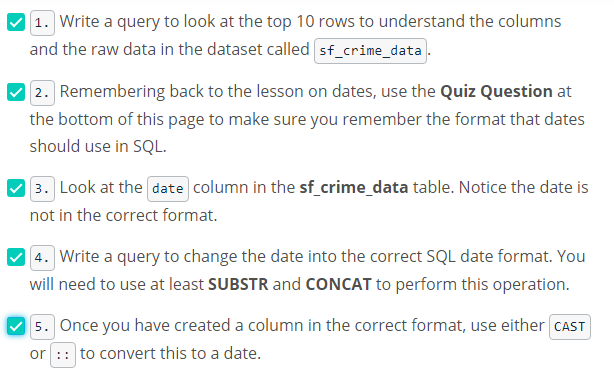 1. Write a query to look at the top 10 rows to understand the columns
and the raw data in the dataset called sf_crime_data.
2. Remembering back to the lesson on dates, use the Quiz Question at
the bottom of this page to make sure you remember the format that dates
should use in SQL.
3. Look at the date column in the sf_crime_data table. Notice the date is
not in the correct format.
4. Write a query to change the date into the correct SQL date format. You
will need to use at least SUBSTR and CONCAT to perform this operation.
5. Once you have created a column in the correct format, use either CAST
or :: to convert this to a date.